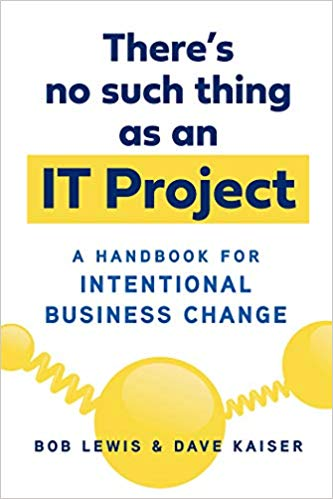 There’s
no such thing
as an
IT Project
A HANDBOOK FOR
INTENTIONAL
BUSINESS CHANGE
BOB LEWIS & DAVE KAISER